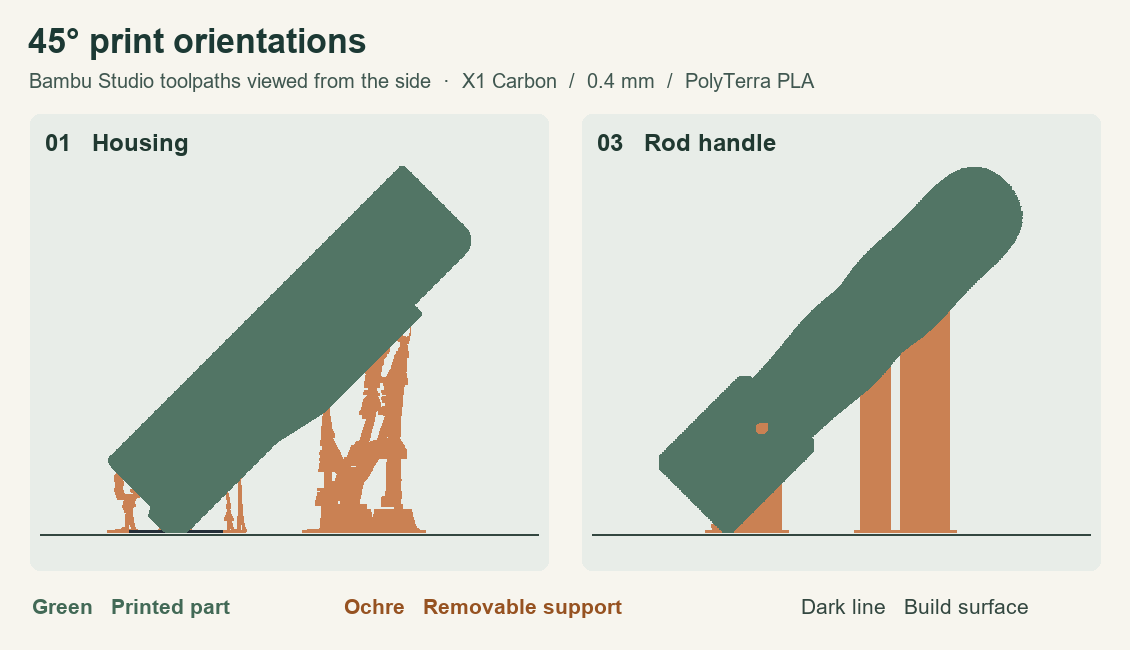 45° print orientations
Bambu Studio toolpaths viewed from the side · X1 Carbon / 0.4 mm / PolyTerra PLA
01 Housing
03 Rod handle
Green Printed part
Ochre Removable support
Dark line Build surface